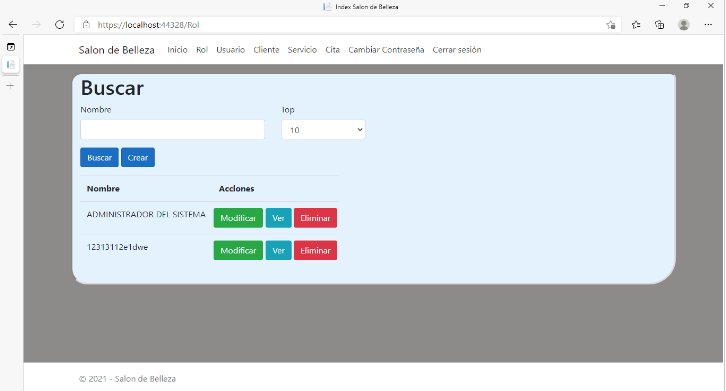 Index Salon de Belleza
https://localhost:44328/Rol
Salon de Belleza Inicio Rol Usuario Cliente Servicio Cita Cambiar Contraseña Cerrar sesión
Buscar
Nombre Top
10
Buscar Crear
Nombre Acciones
ADMINISTRADOR DEL SISTEMA Modificar Ver Eliminar
12313112e1dwe Modificar Ver Eliminar
© 2021 - Salon de Belleza